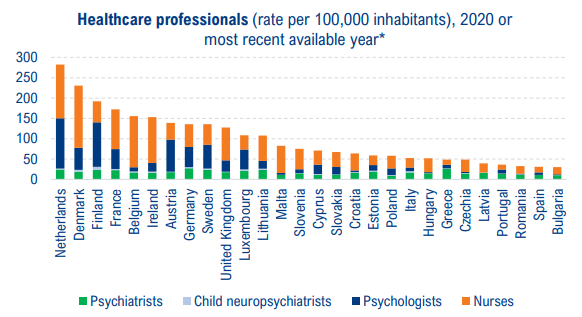 Healthcare professionals (rate per 100,000 inhabitants), 2020 or
most recent available year*
300
250
200
150
100
50
0
Netherlands
Denmark
Finland
France
Belgium
Ireland
Austria
Germany
Sweden
United Kingdom
Luxembourg
Lithuania
Malta
Slovenia
Cyprus
Slovakia
Croatia
Estonia
Poland
Italy
Hungary
Greece
Czechia
Latvia
Portugal
Romania
Spain
Bulgaria
Psychiatrists Child neuropsychiatrists Psychologists Nurses